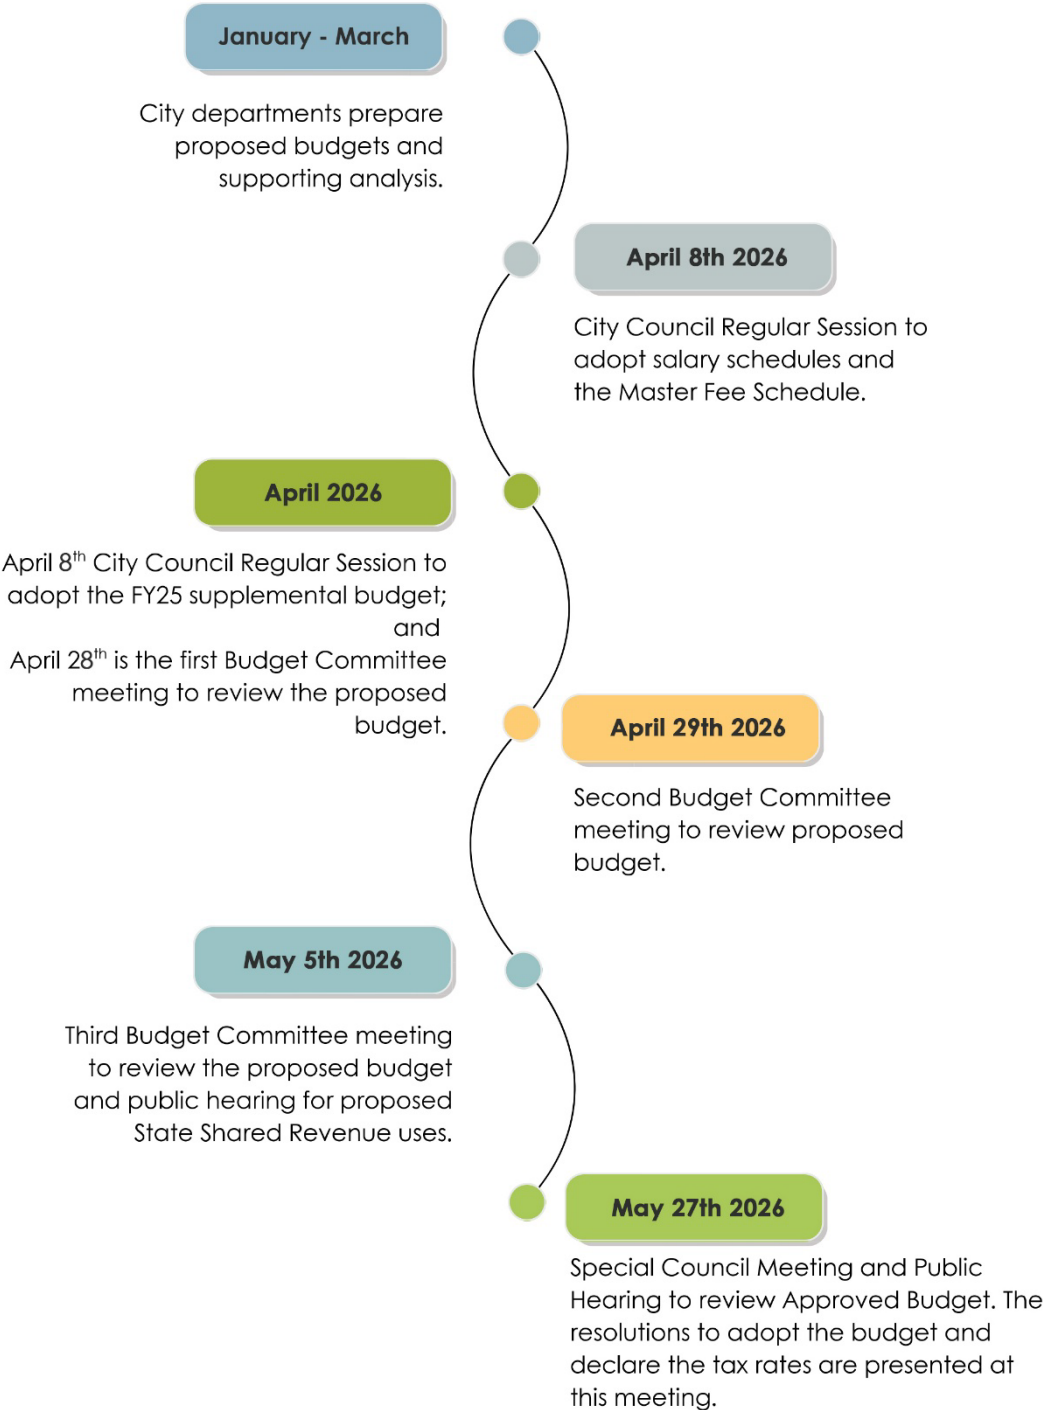 January - March
City departments prepare
proposed budgets and
supporting analysis.
April 8th 2026
City Council Regular Session to
adopt salary schedules and
the Master Fee Schedule.
April 2026
April 8th City Council Regular Session to
adopt the FY25 supplemental budget;
and
April 28th is the first Budget Committee
meeting to review the proposed
budget.
April 29th 2026
Second Budget Committee
meeting to review proposed
budget.
May 5th 2026
Third Budget Committee meeting
to review the proposed budget
and public hearing for proposed
State Shared Revenue uses.
May 27th 2026
Special Council Meeting and Public
Hearing to review Approved Budget. The
resolutions to adopt the budget and
declare the tax rates are presented at
this meeting.